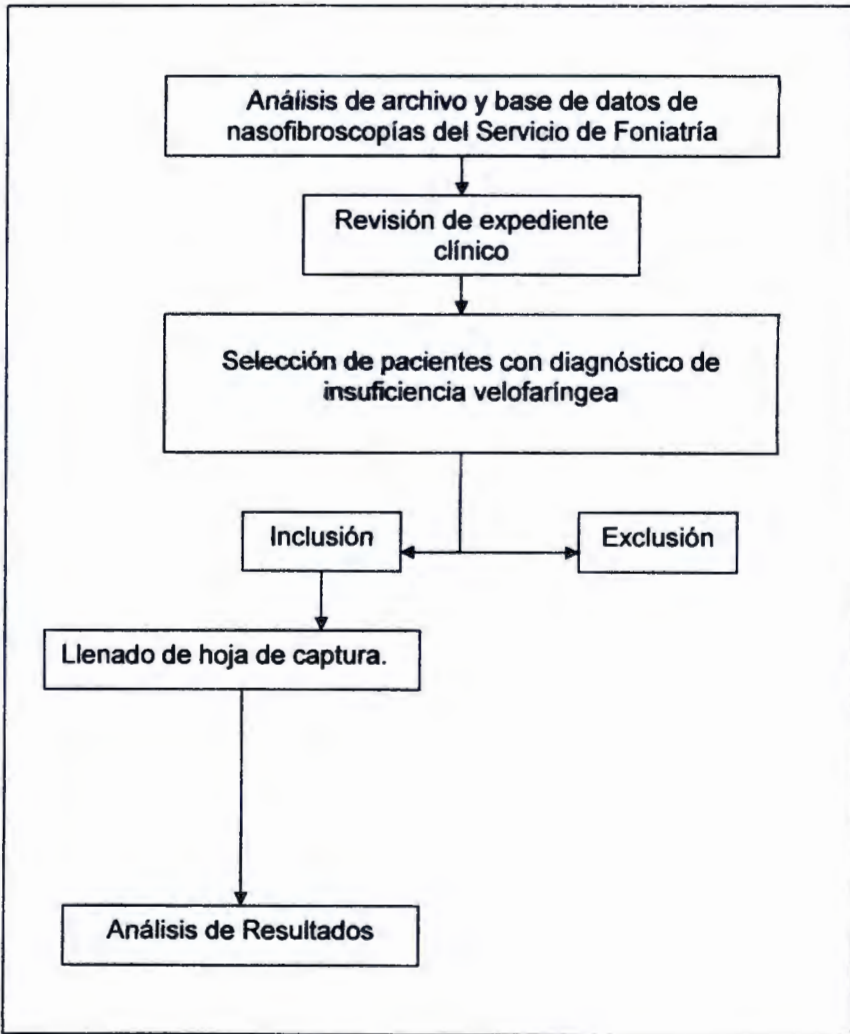 Análisis de archivo y base de datos de
nasofibroscopías del Servicio de Foniatría
Revisión de expediente
clínico
Selección de pacientes con diagnóstico de
insuficiencia velofaríngea
Inclusión
Exclusión
Llenado de hoja de captura.
Análisis de Resultados